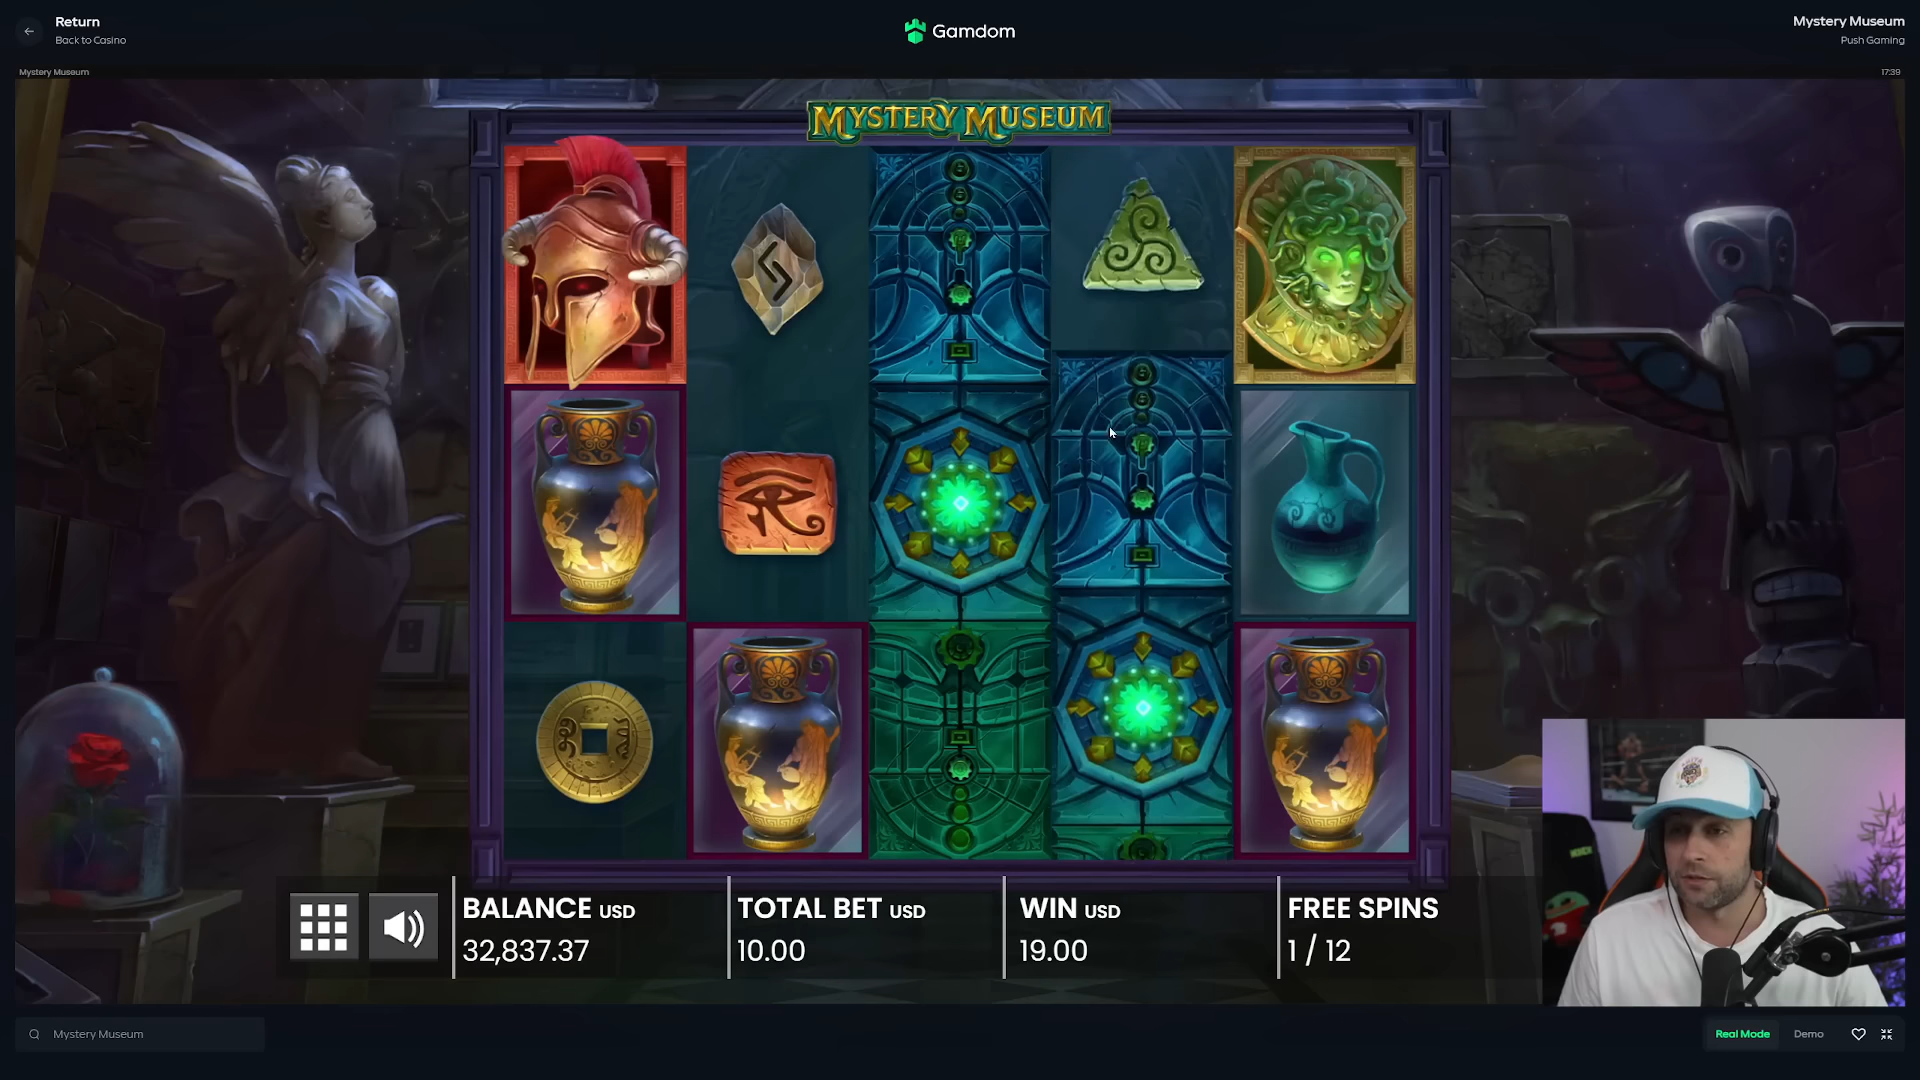 Return
Back to Casino
Gamdom
Mystery Museum
Push Gaming
Mystery Museum
17:39
MYSTERY MUSEUM
BALANCE USD
32,837.37
TOTAL BET USD
10.00
WIN USD
19.00
FREE SPINS
1 / 12
Mystery Museum
Real Mode
Demo